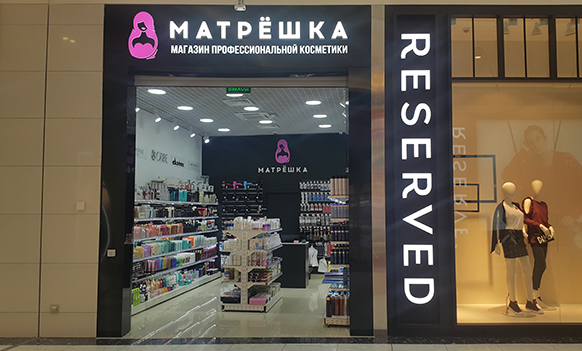 МАТРЁШКА
МАГАЗИН ПРОФЕССИОНАЛЬНОЙ КОСМЕТИКИ
МАТРЁШКА
RESERVED